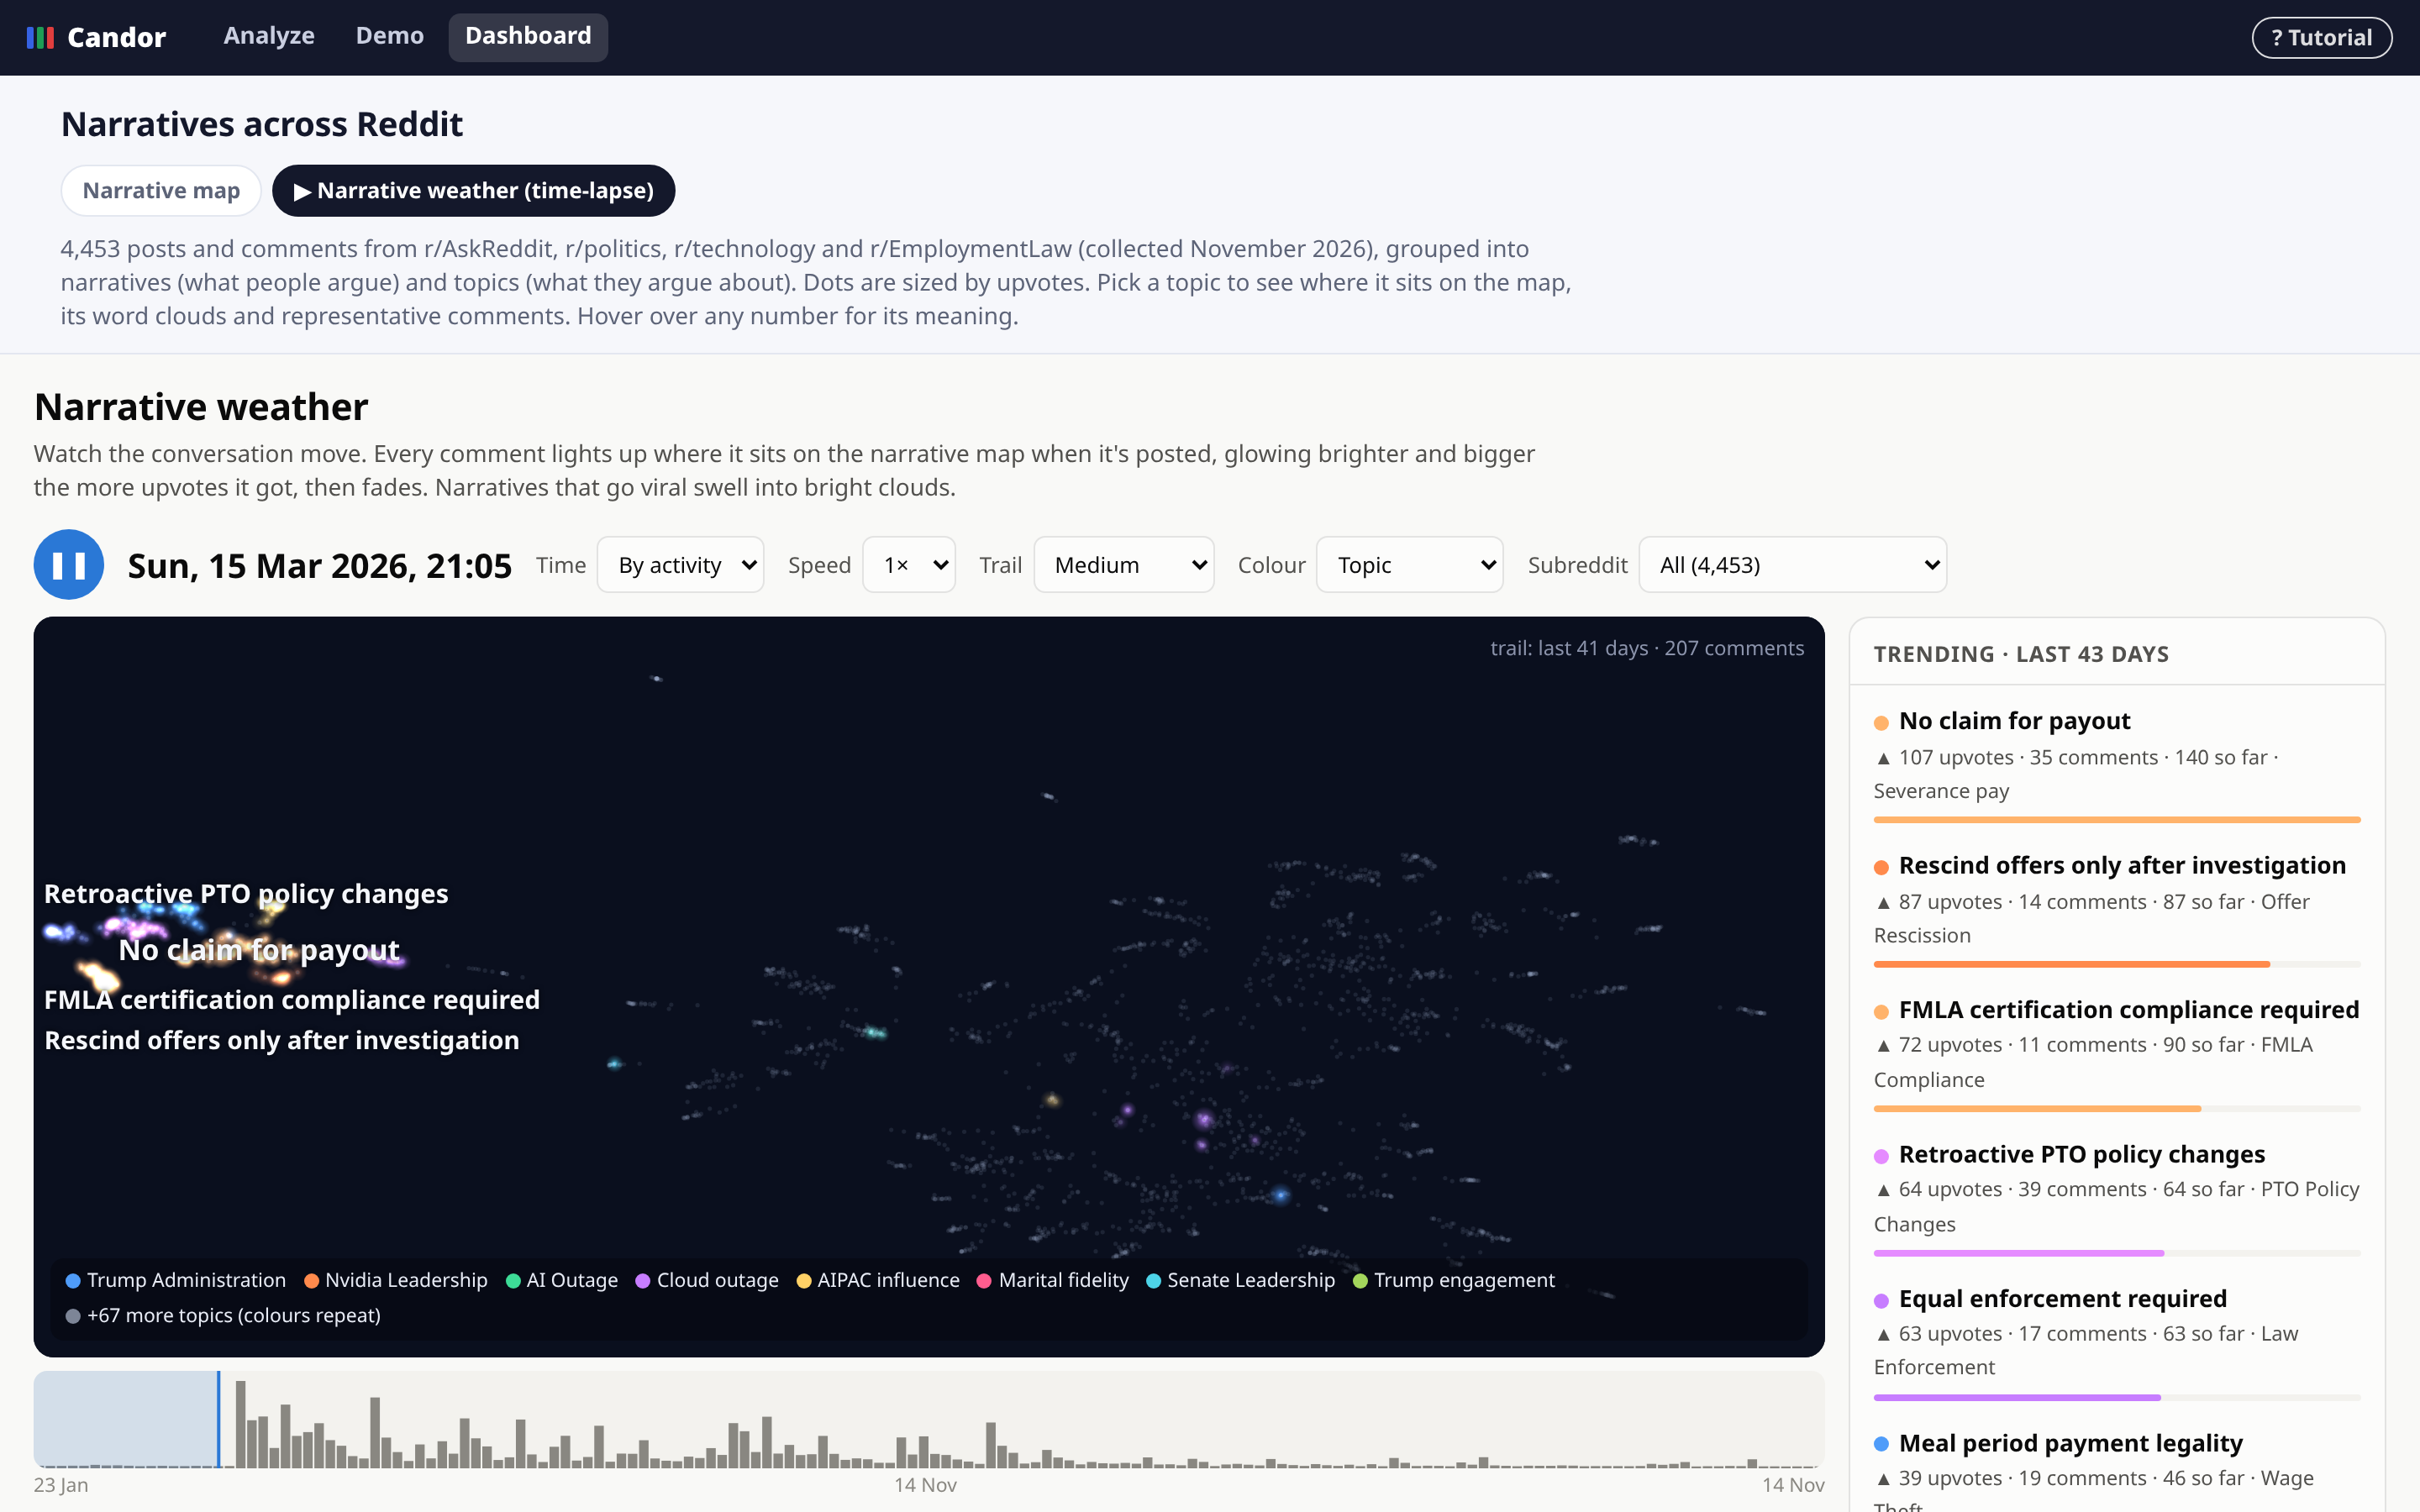 Candor
Analyze
Demo
Dashboard
? Tutorial
Narratives across Reddit
Narrative map
▶ Narrative weather (time-lapse)
4,453 posts and comments from r/AskReddit, r/politics, r/technology and r/EmploymentLaw (collected November 2026), grouped into
narratives (what people argue) and topics (what they argue about). Dots are sized by upvotes. Pick a topic to see where it sits on the map,
its word clouds and representative comments. Hover over any number for its meaning.
Narrative weather
Watch the conversation move. Every comment lights up where it sits on the narrative map when it's posted, glowing brighter and bigger
the more upvotes it got, then fades. Narratives that go viral swell into bright clouds.
Sun, 15 Mar 2026, 21:05
Time
By activity
Speed
1×
Trail
Medium
Colour
Topic
Subreddit
All (4,453)
trail: last 41 days · 207 comments
Retroactive PTO policy changes
No claim for payout
FMLA certification compliance required
Rescind offers only after investigation
Trump Administration
Nvidia Leadership
AI Outage
Cloud outage
AIPAC influence
Marital fidelity
Senate Leadership
Trump engagement
+67 more topics (colours repeat)
23 Jan
14 Nov
14 Nov
TRENDING · LAST 43 DAYS
No claim for payout
▲ 107 upvotes · 35 comments · 140 so far ·
Severance pay
Rescind offers only after investigation
▲ 87 upvotes · 14 comments · 87 so far · Offer
Rescission
FMLA certification compliance required
▲ 72 upvotes · 11 comments · 90 so far · FMLA
Compliance
Retroactive PTO policy changes
▲ 64 upvotes · 39 comments · 64 so far · PTO Policy
Changes
Equal enforcement required
▲ 63 upvotes · 17 comments · 63 so far · Law
Enforcement
Meal period payment legality
▲ 39 upvotes · 19 comments · 46 so far · Wage
Theft